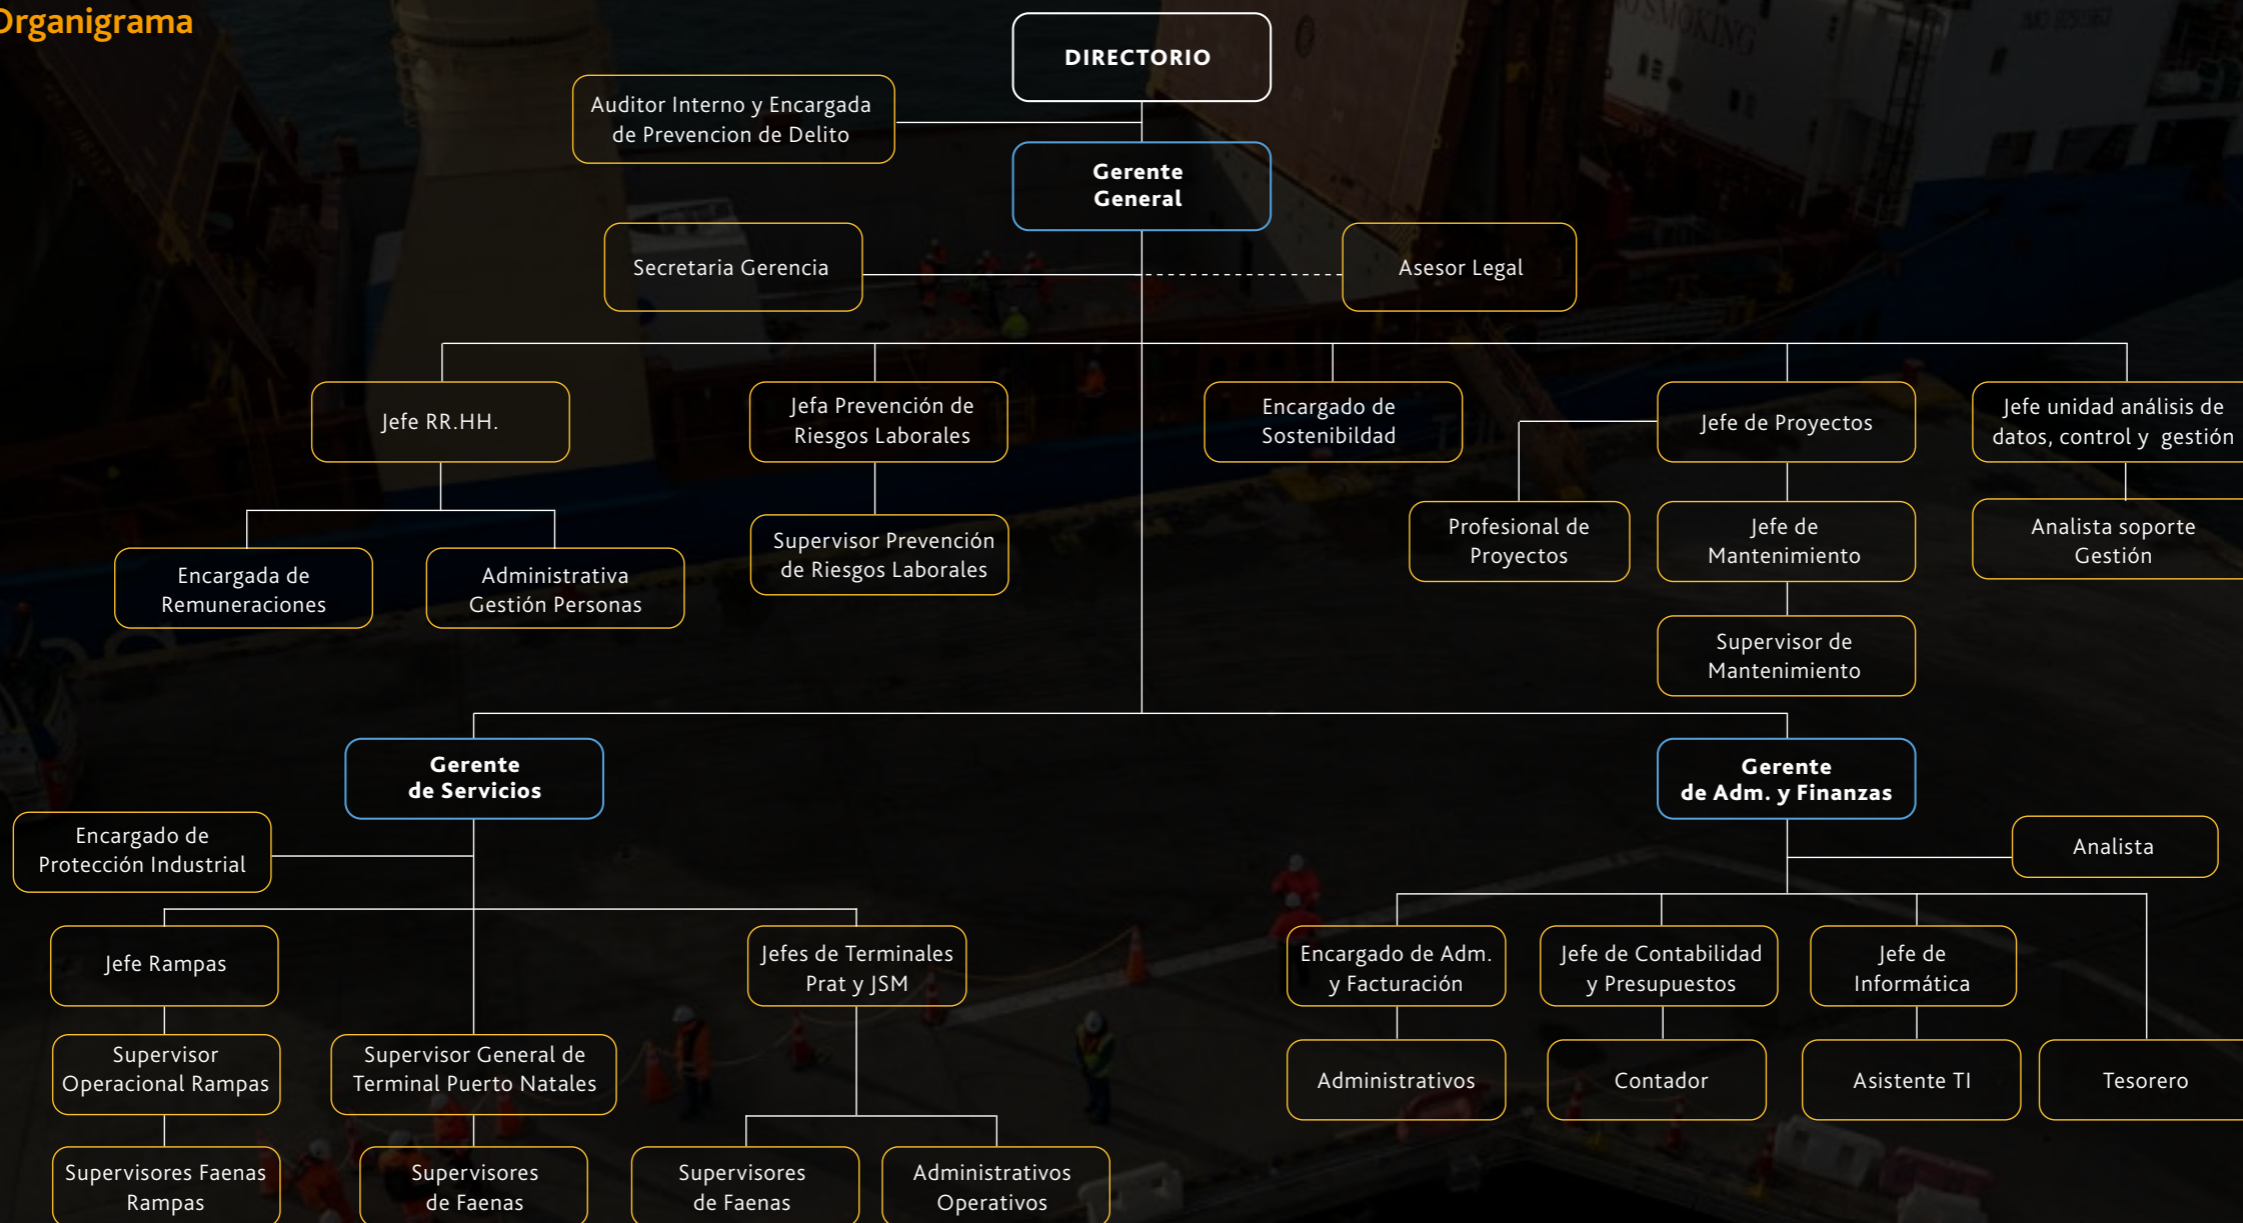 Organigrama
DIRECTORIO
Auditor Interno y Encargada
de Prevencion de Delito
Gerente
General
Secretaria Gerencia
Asesor Legal
Jefe RR.HH.
Jefa Prevención de
Riesgos Laborales
Encargado de
Sostenibildad
Jefe de Proyectos
Jefe unidad análisis de
datos, control y gestión
Encargada de
Remuneraciones
Administrativa
Gestión Personas
Supervisor Prevención
de Riesgos Laborales
Profesional de
Proyectos
Jefe de
Mantenimiento
Analista soporte
Gestión
Supervisor de
Mantenimiento
Gerente
de Servicios
Gerente
de Adm. y Finanzas
Encargado de
Protección Industrial
Analista
Jefe Rampas
Jefes de Terminales
Prat y JSM
Encargado de Adm.
y Facturación
Jefe de Contabilidad
y Presupuestos
Jefe de
Informática
Supervisor
Operacional Rampas
Supervisor General de
Terminal Puerto Natales
Administrativos
Contador
Asistente TI
Tesorero
Supervisores Faenas
Rampas
Supervisores
de Faenas
Supervisores
de Faenas
Administrativos
Operativos